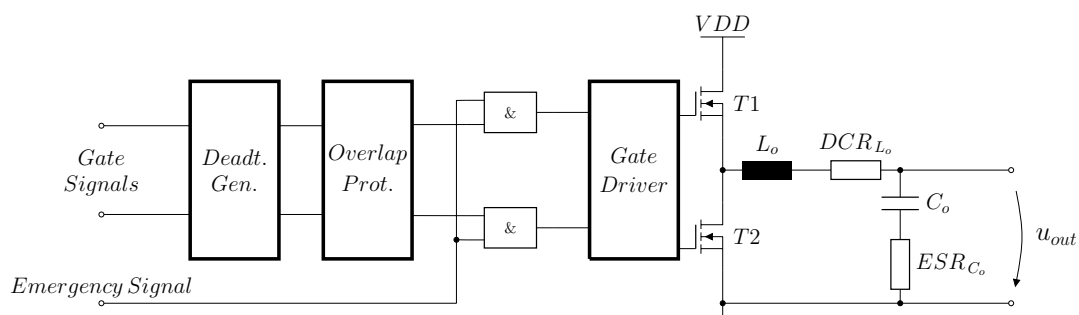 VDD
T1
&
Gate
Signals
Deadt.
Gen.
Overlap
Prot.
Gate
Driver
L_o
DCR_{L_o}
C_o
&
T2
u_{out}
ESR_{C_o}
Emergency Signal